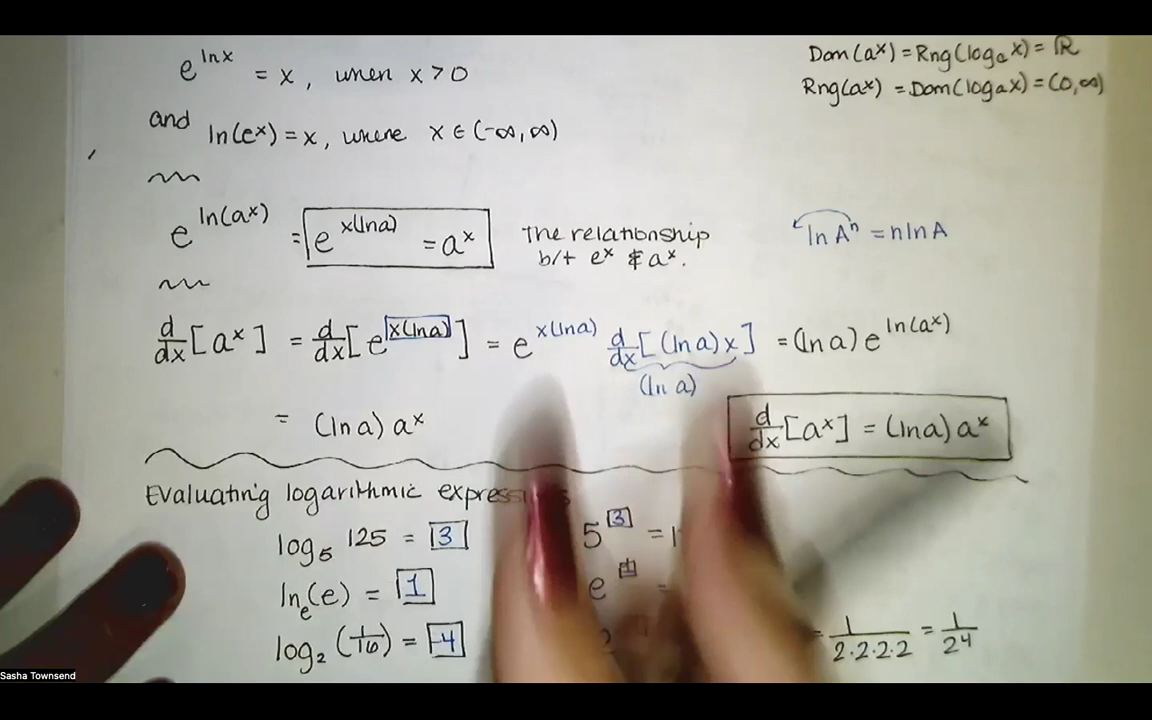 e^{ln x} = x, when x > 0
Dom(a^x) = Rng(log_a x) = ℝ
Rng(a^x) = Dom(log_a x) = (0,∞)
and ln(e^x) = x, where x ∈ (-∞,∞)
e^{ln(a^x)} = e^{x(ln a)} = a^x
The relationship
b/t e^x & a^x.
ln A^n = n ln A
d/dx [a^x] = d/dx [e^{x(ln a)}] = e^{x(ln a)} d/dx [(ln a) x] = (ln a) e^{ln(a^x)}
(ln a)
= (ln a) a^x
d/dx [a^x] = (ln a) a^x
Evaluating logarithmic
log_5 125 = 3
5^3 = 1
ln_e(e) = 1
e^1 =
log_2 (1/16) = -4
= 1/(2·2·2·2) = 1/2^4
Sasha Townsend